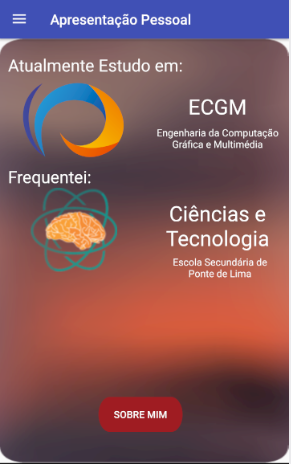 Apresentação Pessoal
Atualmente Estudo em:
ECGM
Engenharia da Computação
Gráfica e Multimédia
Frequentei:
Ciências e
Tecnologia
Escola Secundária de
Ponte de Lima
SOBRE MIM